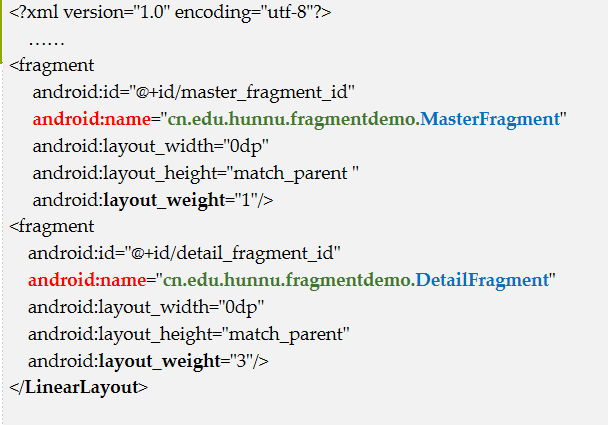 <?xml version="1.0" encoding="utf-8"?>
……
<fragment
android:id="@+id/master_fragment_id"
android:name="cn.edu.hunnu.fragmentdemo.MasterFragment"
android:layout_width="0dp"
android:layout_height="match_parent "
android:layout_weight="1"/>
<fragment
android:id="@+id/detail_fragment_id"
android:name="cn.edu.hunnu.fragmentdemo.DetailFragment"
android:layout_width="0dp"
android:layout_height="match_parent"
android:layout_weight="3"/>
</LinearLayout>